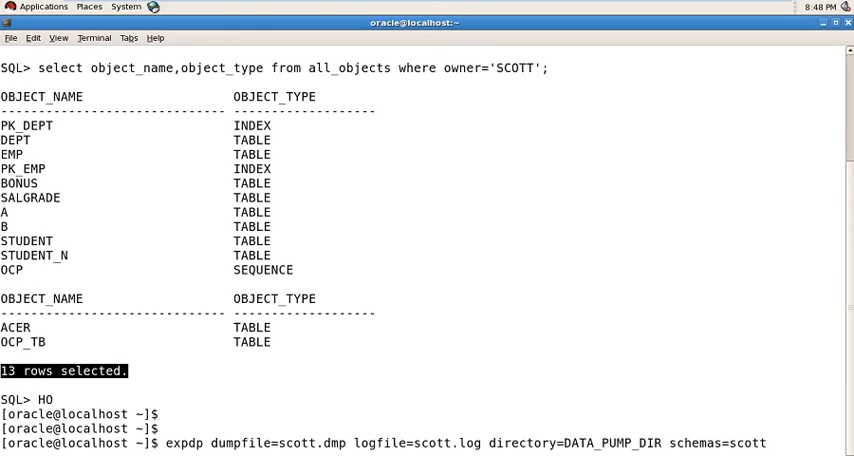 Applications Places System 8:48 PM
oracle@localhost:~
File Edit View Terminal Tabs Help
SQL> select object_name,object_type from all_objects where owner='SCOTT';
OBJECT_NAME OBJECT_TYPE
------------------------------ -------------------
PK_DEPT INDEX
DEPT TABLE
EMP TABLE
PK_EMP INDEX
BONUS TABLE
SALGRADE TABLE
A TABLE
B TABLE
STUDENT TABLE
STUDENT_N TABLE
OCP SEQUENCE
OBJECT_NAME OBJECT_TYPE
------------------------------ -------------------
ACER TABLE
OCP_TB TABLE
13 rows selected.
SQL> HO
[oracle@localhost ~]$
[oracle@localhost ~]$
[oracle@localhost ~]$ expdp dumpfile=scott.dmp logfile=scott.log directory=DATA_PUMP_DIR schemas=scott